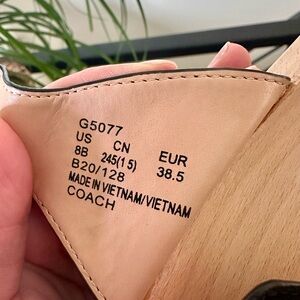 G5077
US CN EUR
8B 245(1 5) 38.5
B20/128
MADE IN VIETNAM/VIETNAM
COACH